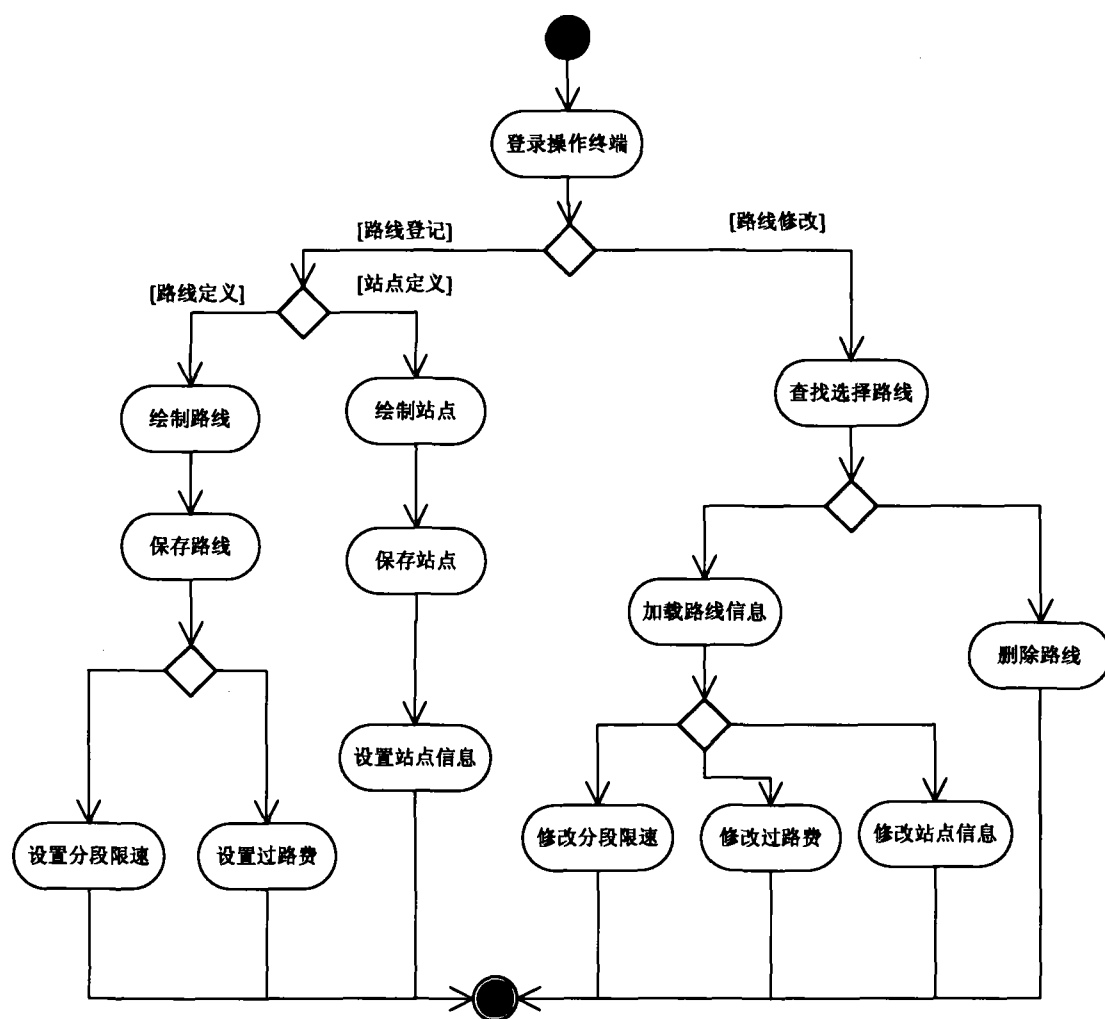 登录操作终端
[路线登记]
[路线修改]
[路线定义]
[站点定义]
绘制路线
绘制站点
查找选择路线
保存路线
保存站点
加载路线信息
删除路线
设置站点信息
设置分段限速
设置过路费
修改分段限速
修改过路费
修改站点信息